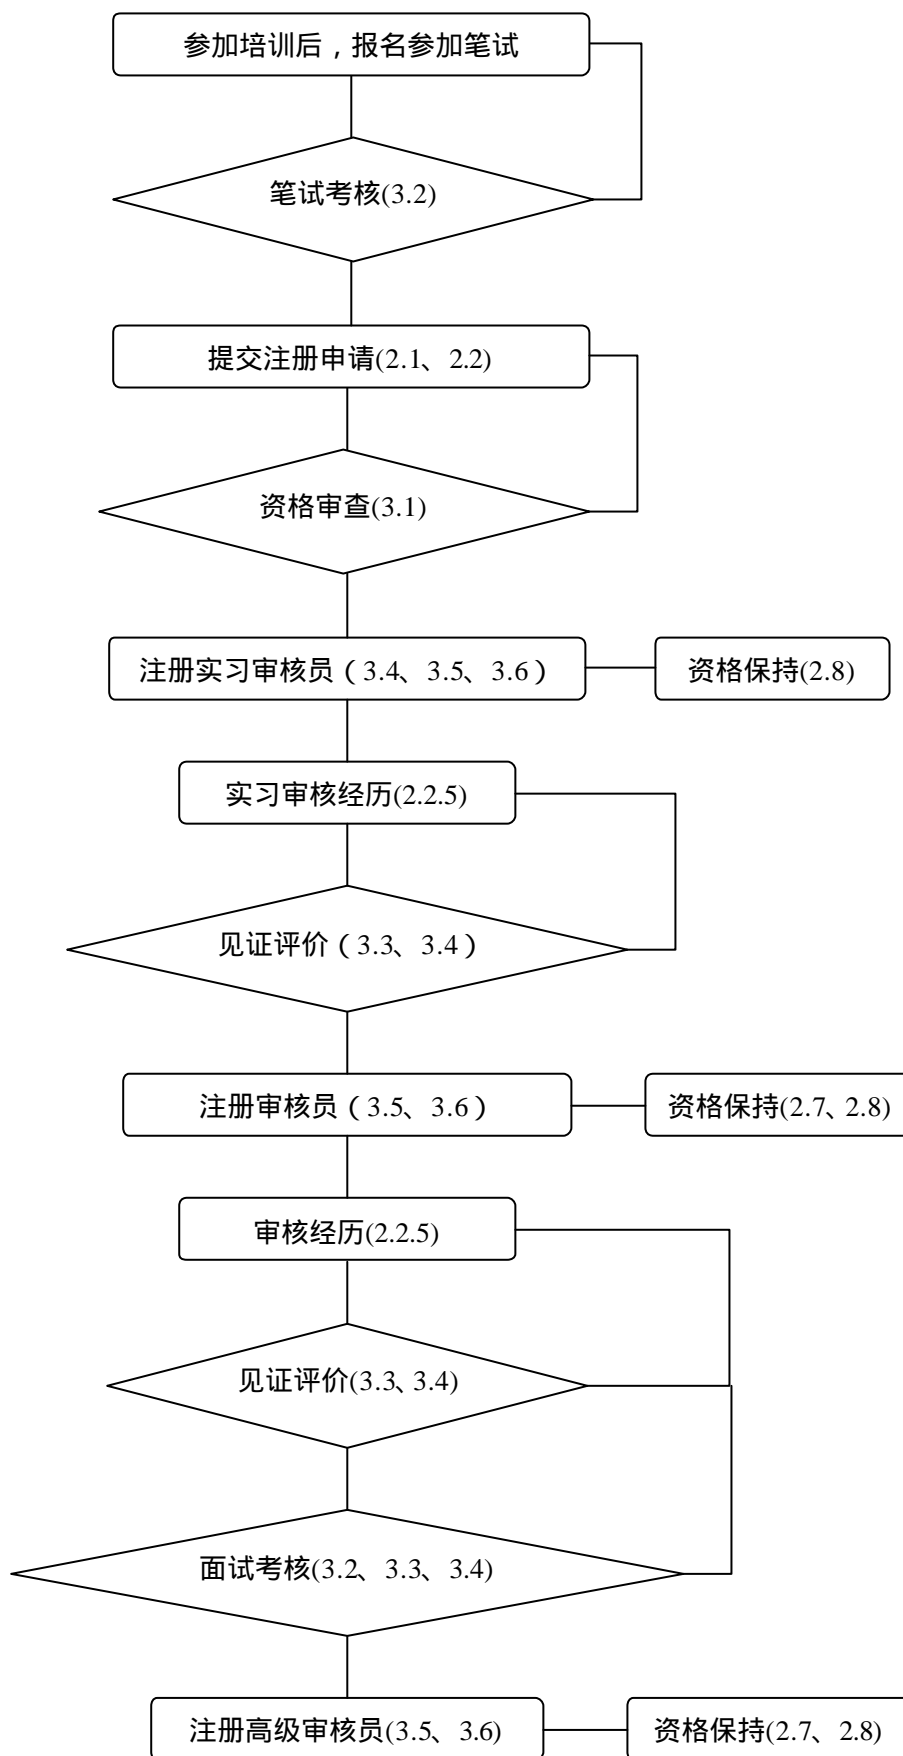 参加培训后，报名参加笔试
笔试考核(3.2)
提交注册申请(2.1、2.2)
资格审查(3.1)
注册实习审核员（3.4、3.5、3.6）
资格保持(2.8)
实习审核经历(2.2.5)
见证评价（3.3、3.4）
注册审核员（3.5、3.6）
资格保持(2.7、2.8)
审核经历(2.2.5)
见证评价(3.3、3.4)
面试考核(3.2、3.3、3.4)
注册高级审核员(3.5、3.6)
资格保持(2.7、2.8)